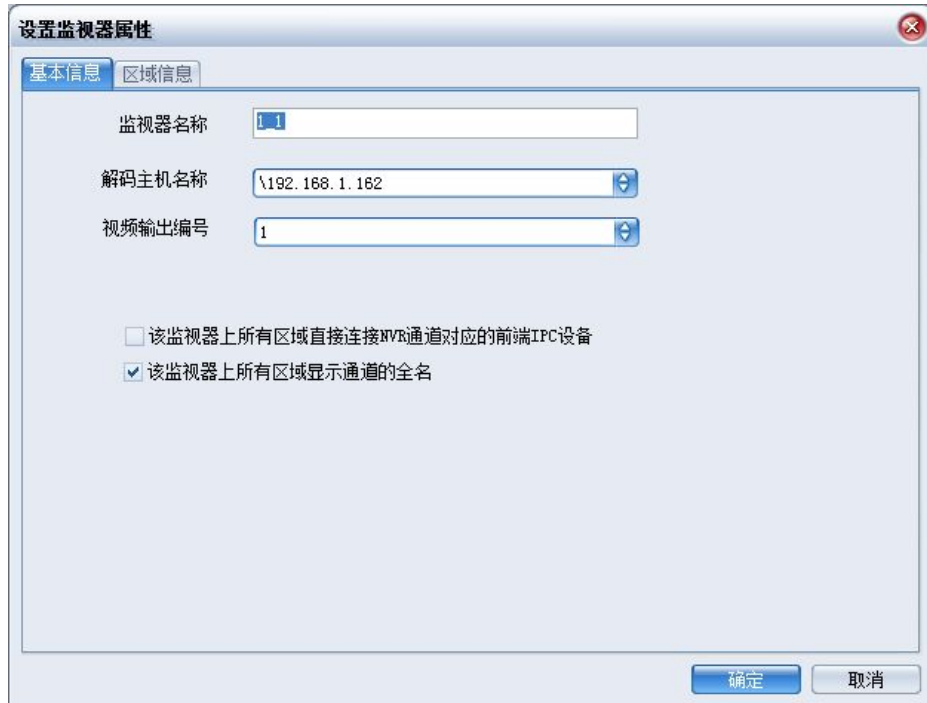 设置监视器属性
基本信息 区域信息
监视器名称 1_1
解码主机名称 \192.168.1.162
视频输出编号 1
该监视器上所有区域直接连接NVR通道对应的前端IPC设备
该监视器上所有区域显示通道的全名
确定 取消